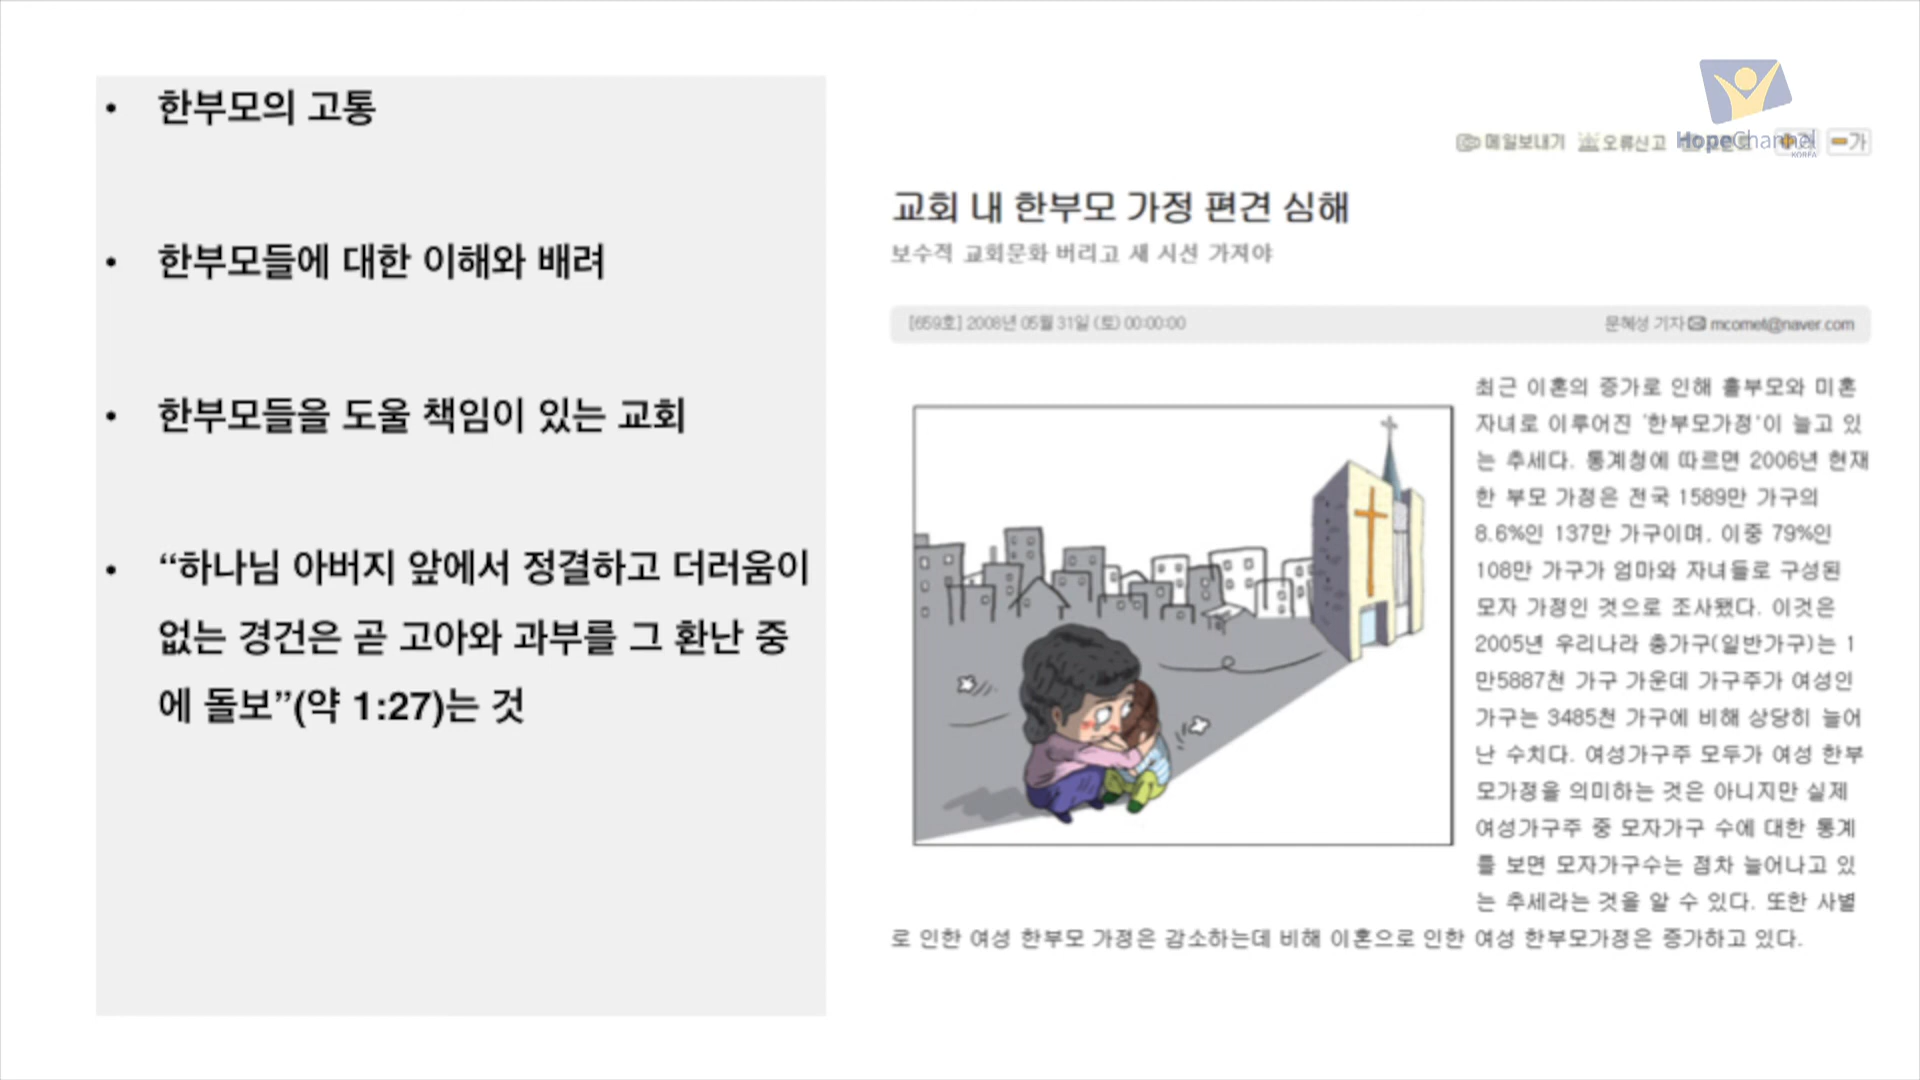 • 한부모의 고통
• 한부모들에 대한 이해와 배려
• 한부모들을 도울 책임이 있는 교회
• “하나님 아버지 앞에서 정결하고 더러움이
없는 경건은 곧 고아와 과부를 그 환난 중
에 돌보”(약 1:27)는 것
HopeChannel
KOREA
메일보내기 오류신고 가
교회 내 한부모 가정 편견 심해
보수적 교회문화 버리고 새 시선 가져야
[659호] 2008년 05월 31일 (토) 00:00:00 문혜성 기자 mcomet@naver.com
최근 이혼의 증가로 인해 홀부모와 미혼
자녀로 이루어진 '한부모가정'이 늘고 있
는 추세다. 통계청에 따르면 2006년 현재
한 부모 가정은 전국 1589만 가구의
8.6%인 137만 가구이며, 이중 79%인
108만 가구가 엄마와 자녀들로 구성된
모자 가정인 것으로 조사됐다. 이것은
2005년 우리나라 총가구(일반가구)는 1
만5887천 가구 가운데 가구주가 여성인
가구는 3485천 가구에 비해 상당히 늘어
난 수치다. 여성가구주 모두가 여성 한부
모가정을 의미하는 것은 아니지만 실제
여성가구주 중 모자가구 수에 대한 통계
를 보면 모자가구수는 점차 늘어나고 있
는 추세라는 것을 알 수 있다. 또한 사별
로 인한 여성 한부모 가정은 감소하는데 비해 이혼으로 인한 여성 한부모가정은 증가하고 있다.